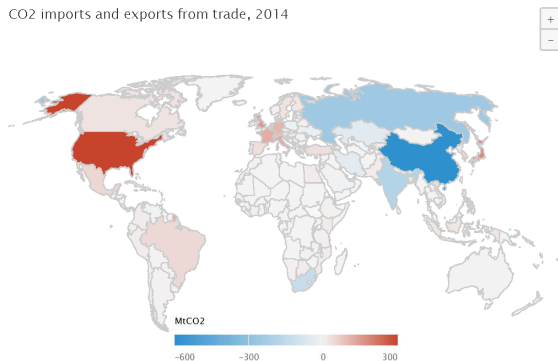 CO2 imports and exports from trade, 2014
+
−
MtCO2
−600 −300 0 300